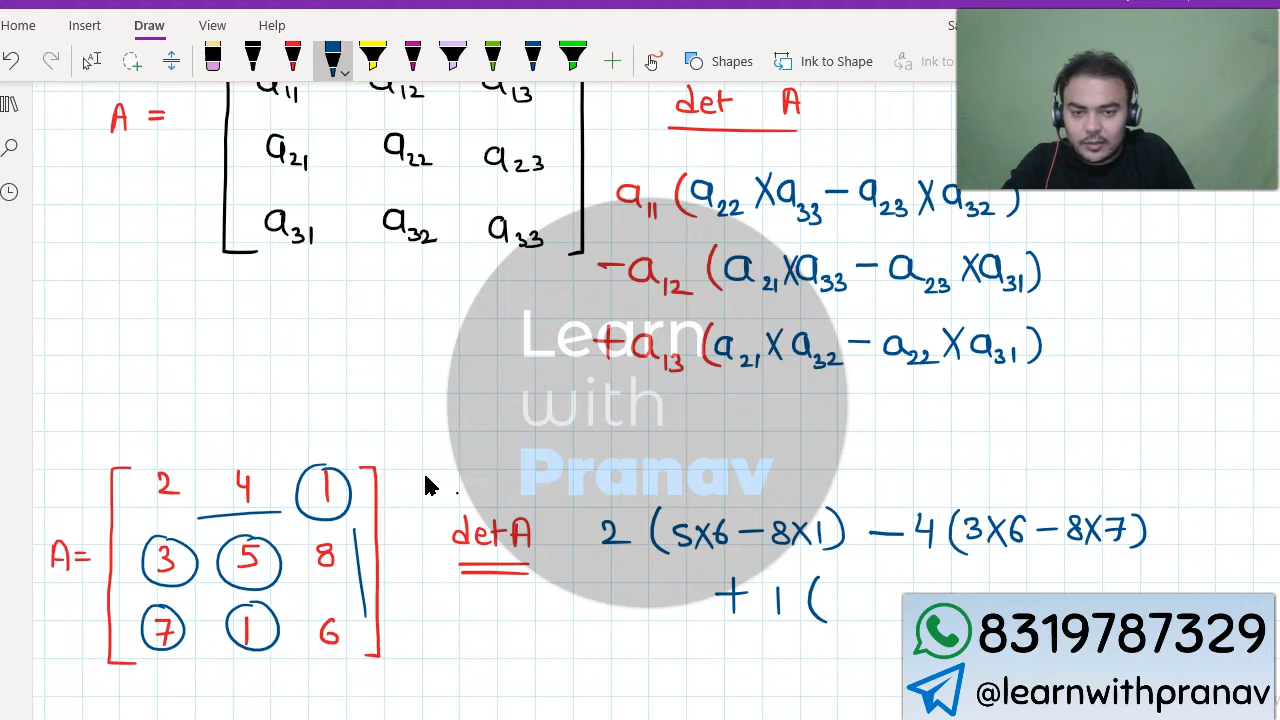 Home Insert Draw View Help
Shapes Ink to Shape Ink to
A = a11 a12 a13
a21 a22 a23
a31 a32 a33
det A
a11 (a22 X a33 - a23 X a32)
-a12 (a21 X a33 - a23 X a31)
+a13 (a21 X a32 - a22 X a31)
Learn
with
Pranav
A= 2 4 1
3 5 8
7 1 6
det A 2 (5X6 - 8X1) - 4 (3X6 - 8X7)
+ 1 (
8319787329
@learnwithpranav